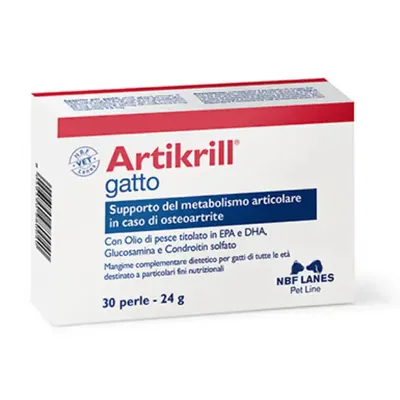 N.B.F.
VET
LANES
Artikrill®
gatto
Supporto del metabolismo articolare
in caso di osteoartrite
Con Olio di pesce titolato in EPA e DHA,
Glucosamina e Condroitin solfato
Mangime complementare dietetico per gatti di tutte le età
destinato a particolari fini nutrizionali
30 perle - 24 g
NBF LANES
Pet Line